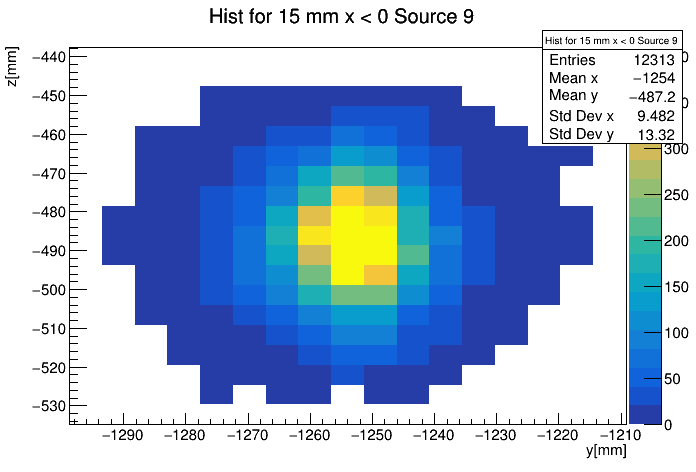 Hist for 15 mm x < 0 Source 9
Hist for 15 mm x < 0 Source 9
Entries 12313
Mean x −1254
Mean y −487.2
Std Dev x 9.482
Std Dev y 13.32
z[mm]
−440
−450
−460
−470
−480
−490
−500
−510
−520
−530
−1290 −1280 −1270 −1260 −1250 −1240 −1230 −1220 −1210
y[mm]
300
250
200
150
100
50
0